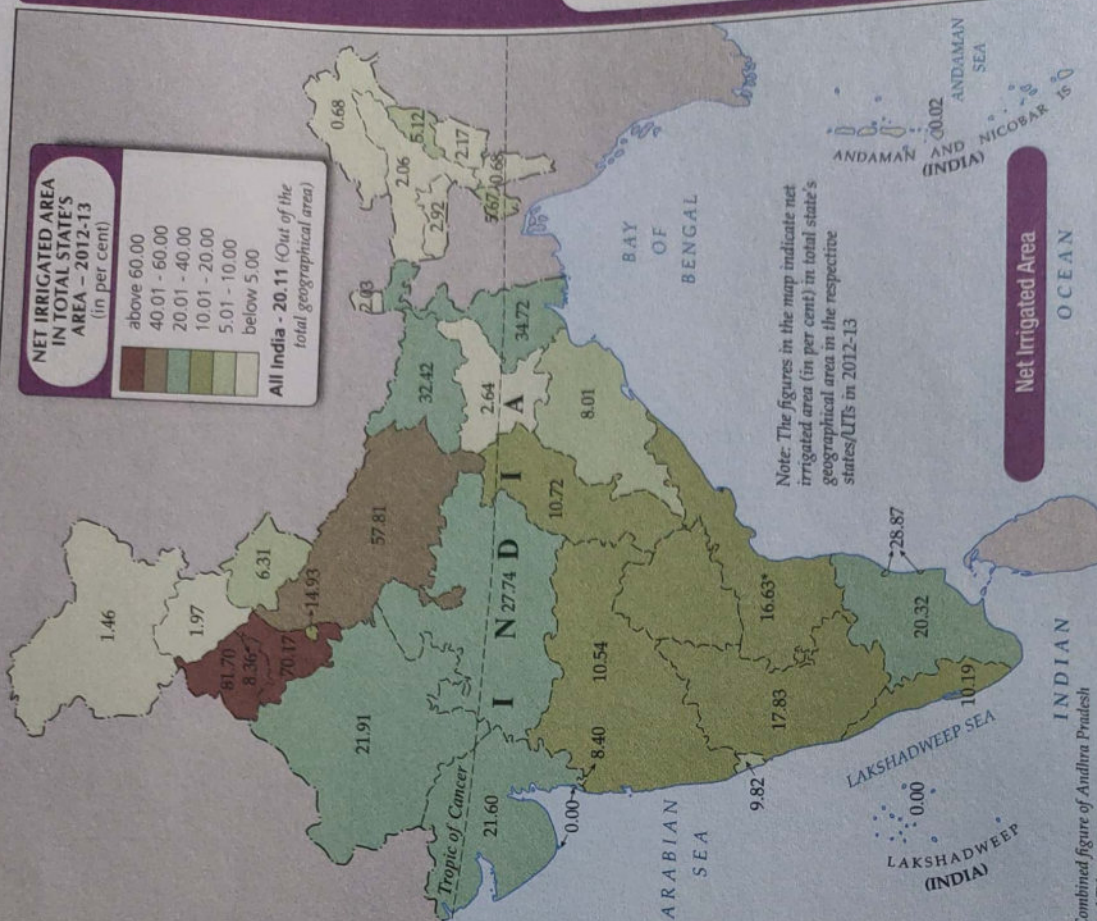 NET IRRIGATED AREA
IN TOTAL STATE'S
AREA – 2012-13
(in per cent)
above 60.00
40.01 - 60.00
20.01 - 40.00
10.01 - 20.00
5.01 - 10.00
below 5.00
All India - 20.11 (Out of the
total geographical area)
1.46
1.97
6.31
81.70
8.36*
70.17
14.93
57.81
21.91
32.42
2.03
0.68
2.06
5.12
2.92
2.17
0.68
5.67
2.64
34.72
Tropic of Cancer
21.60
27.74
I N D I A
10.72
8.01
0.00
8.40
10.54
16.63*
17.83
9.82
28.87
20.32
10.19
ARABIAN
SEA
BAY
OF
BENGAL
Note: The figures in the map indicate net
irrigated area (in per cent) in total state's
geographical area in the respective
states/UTs in 2012-13
ANDAMAN
SEA
0.02
ANDAMAN AND NICOBAR IS
(INDIA)
LAKSHADWEEP SEA
0.00
LAKSHADWEEP
(INDIA)
INDIAN OCEAN
Net Irrigated Area
ombined figure of Andhra Pradesh